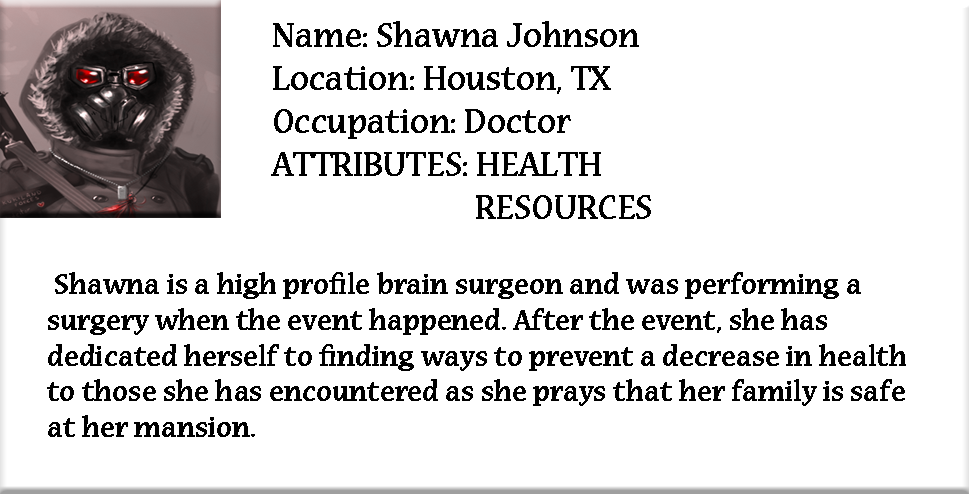 Name: Shawna Johnson
Location: Houston, TX
Occupation: Doctor
ATTRIBUTES: HEALTH
RESOURCES
Shawna is a high profile brain surgeon and was performing a
surgery when the event happened. After the event, she has
dedicated herself to finding ways to prevent a decrease in health
to those she has encountered as she prays that her family is safe
at her mansion.